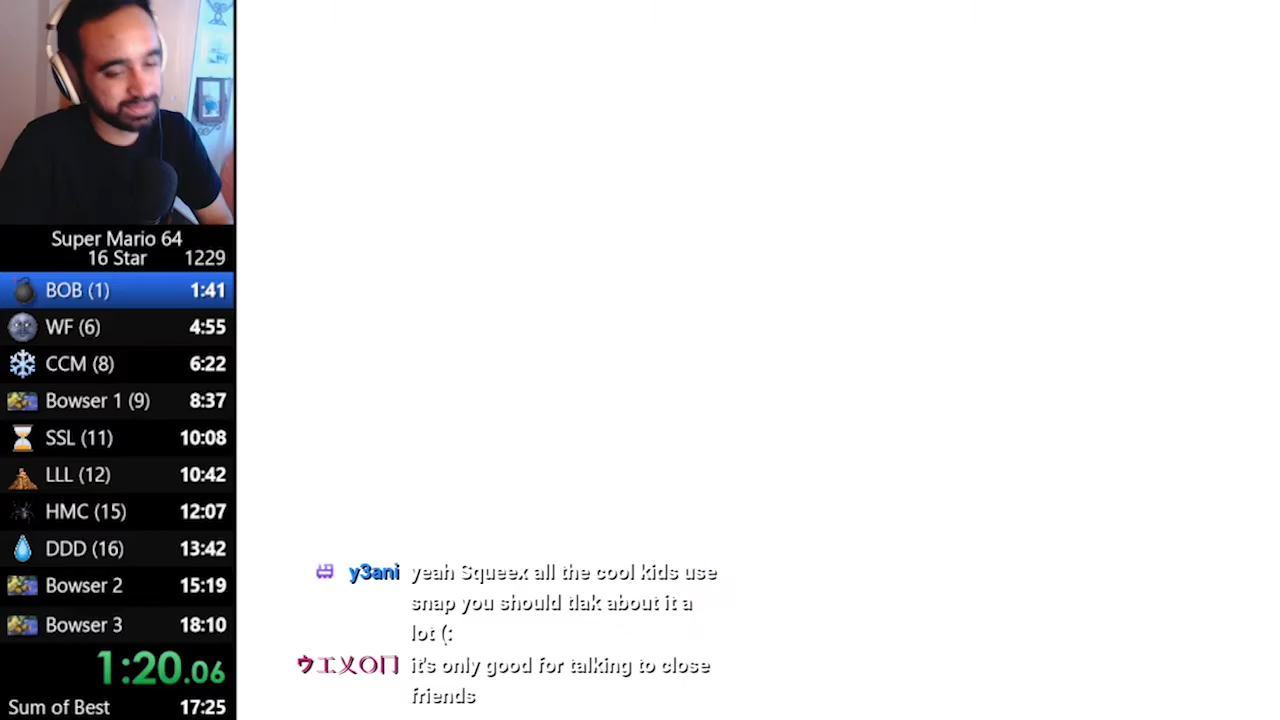 Super Mario 64
16 Star 1229
BOB (1) 1:41
WF (6) 4:55
CCM (8) 6:22
Bowser 1 (9) 8:37
SSL (11) 10:08
LLL (12) 10:42
HMC (15) 12:07
DDD (16) 13:42
Bowser 2 15:19
Bowser 3 18:10
1:20.06
Sum of Best 17:25
y3ani yeah Squeex all the cool kids use
snap you should tlak about it a
lot (:
ウエ乂〇冂 it's only good for talking to close
friends